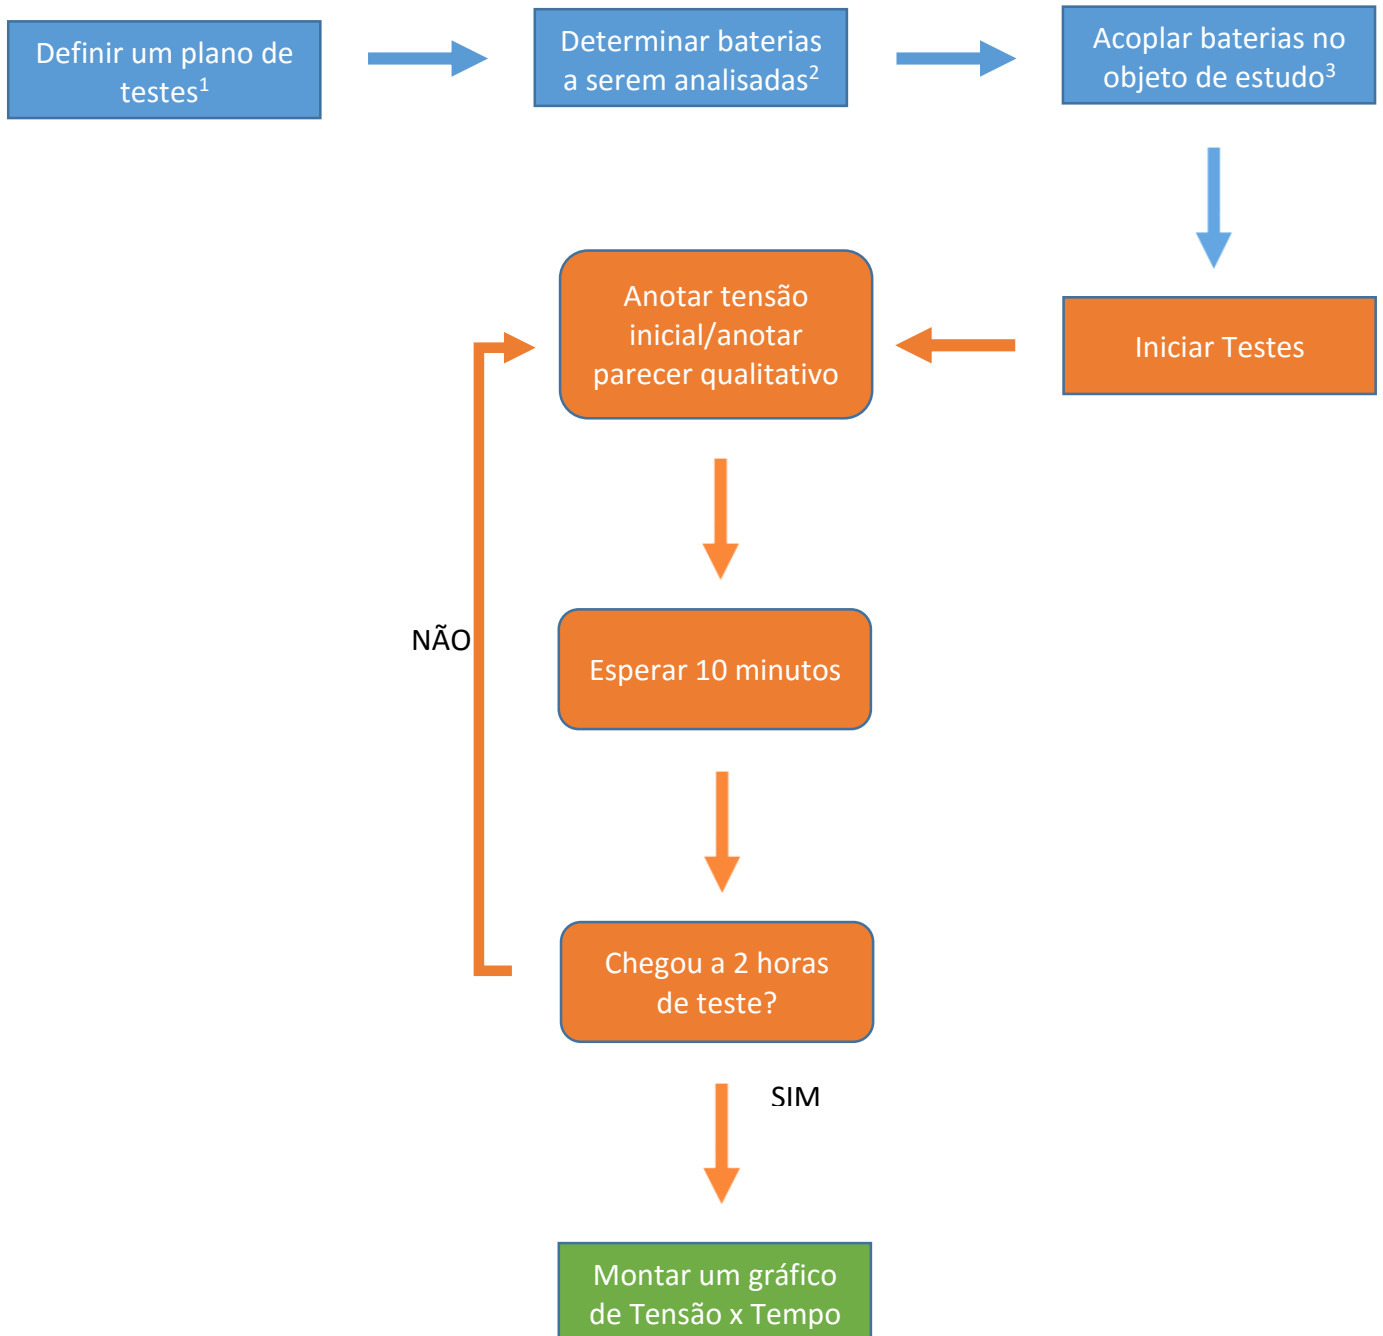 Definir um plano de
testes¹
Determinar baterias
a serem analisadas²
Acoplar baterias no
objeto de estudo³
Iniciar Testes
Anotar tensão
inicial/anotar
parecer qualitativo
Esperar 10 minutos
NÃO
Chegou a 2 horas
de teste?
SIM
Montar um gráfico
de Tensão x Tempo